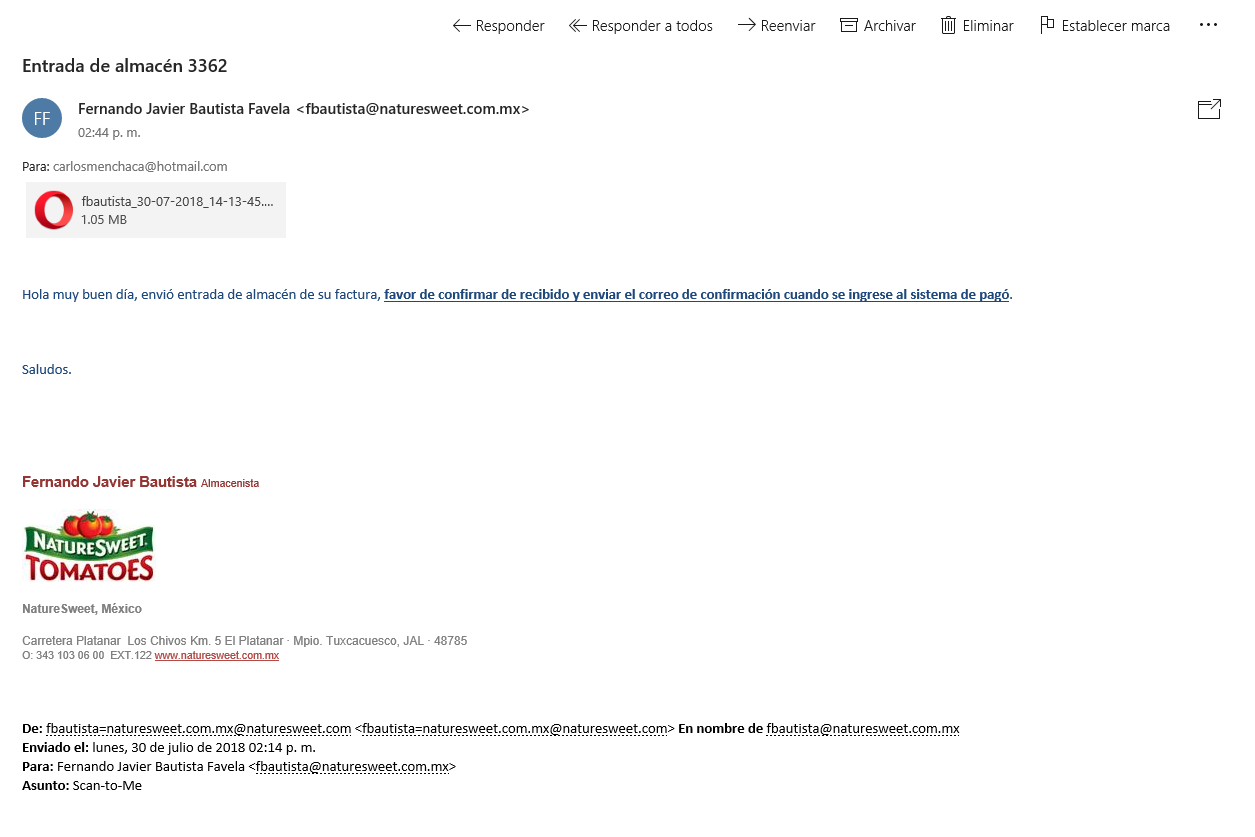 Responder Responder a todos Reenviar Archivar Eliminar Establecer marca ...
Entrada de almacén 3362
FF
Fernando Javier Bautista Favela <fbautista@naturesweet.com.mx>
02:44 p. m.
Para: carlosmenchaca@hotmail.com
fbautista_30-07-2018_14-13-45....
1.05 MB
Hola muy buen día, envió entrada de almacén de su factura, favor de confirmar de recibido y enviar el correo de confirmación cuando se ingrese al sistema de pagó.
Saludos.
Fernando Javier Bautista Almacenista
NATURESWEET
TOMATOES
NatureSweet, México
Carretera Platanar Los Chivos Km. 5 El Platanar · Mpio. Tuxcacuesco, JAL · 48785
O: 343 103 06 00 EXT.122 www.naturesweet.com.mx
De: fbautista=naturesweet.com.mx@naturesweet.com <fbautista=naturesweet.com.mx@naturesweet.com> En nombre de fbautista@naturesweet.com.mx
Enviado el: lunes, 30 de julio de 2018 02:14 p. m.
Para: Fernando Javier Bautista Favela <fbautista@naturesweet.com.mx>
Asunto: Scan-to-Me